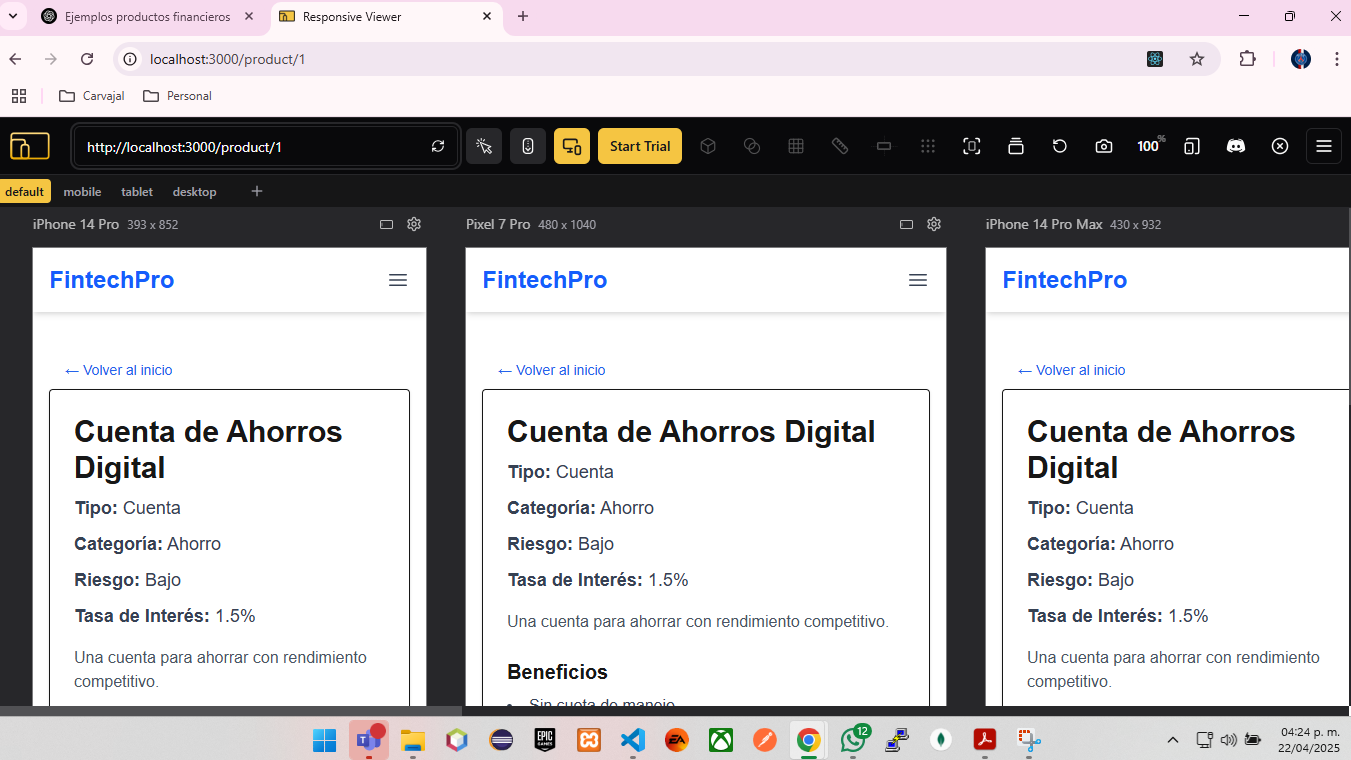 Ejemplos productos financieros
Responsive Viewer
localhost:3000/product/1
Carvajal
Personal
http://localhost:3000/product/1
Start Trial
100%
default
mobile
tablet
desktop
iPhone 14 Pro 393 x 852
FintechPro
← Volver al inicio
Cuenta de Ahorros
Digital
Tipo: Cuenta
Categoría: Ahorro
Riesgo: Bajo
Tasa de Interés: 1.5%
Una cuenta para ahorrar con rendimiento
competitivo.
Pixel 7 Pro 480 x 1040
FintechPro
← Volver al inicio
Cuenta de Ahorros Digital
Tipo: Cuenta
Categoría: Ahorro
Riesgo: Bajo
Tasa de Interés: 1.5%
Una cuenta para ahorrar con rendimiento competitivo.
Beneficios
• Sin cuota de manejo
iPhone 14 Pro Max 430 x 932
FintechPro
← Volver al inicio
Cuenta de Ahorros
Digital
Tipo: Cuenta
Categoría: Ahorro
Riesgo: Bajo
Tasa de Interés: 1.5%
Una cuenta para ahorrar con rendimiento
competitivo.
EPIC
GAMES
EA
12
04:24 p. m.
22/04/2025